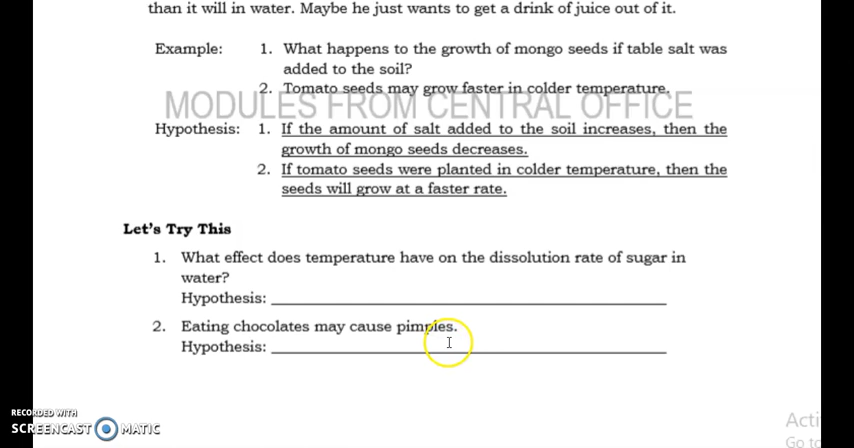 than it will in water. Maybe he just wants to get a drink of juice out of it.
Example: 1. What happens to the growth of mongo seeds if table salt was
added to the soil?
2. Tomato seeds may grow faster in colder temperature.
MODULES FROM CENTRAL OFFICE
Hypothesis: 1. If the amount of salt added to the soil increases, then the
growth of mongo seeds decreases.
2. If tomato seeds were planted in colder temperature, then the
seeds will grow at a faster rate.
Let's Try This
1. What effect does temperature have on the dissolution rate of sugar in
water?
Hypothesis:
2. Eating chocolates may cause pimples.
Hypothesis:
RECORDED WITH
SCREENCAST MATIC
Go to